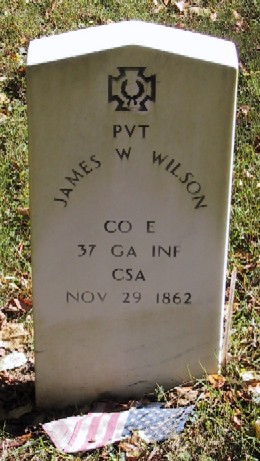 PVT
JAMES W WILSON
CO E
37 GA INF
CSA
NOV 29 1862